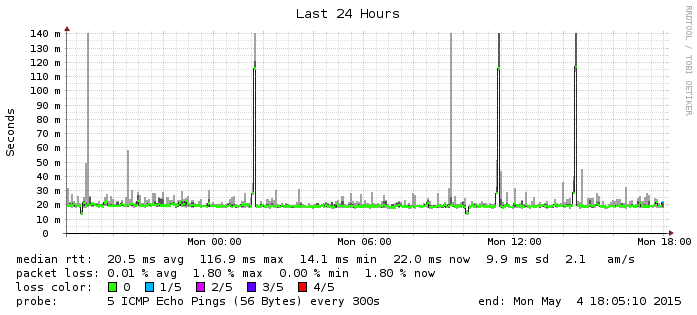 Last 24 Hours
RRDTOOL / TOBI OETIKER
Seconds
140 m
130 m
120 m
110 m
100 m
90 m
80 m
70 m
60 m
50 m
40 m
30 m
20 m
10 m
0
Mon 00:00 Mon 06:00 Mon 12:00 Mon 18:00
median rtt: 20.5 ms avg 116.9 ms max 14.1 ms min 22.0 ms now 9.9 ms sd 2.1 am/s
packet loss: 0.01 % avg 1.80 % max 0.00 % min 1.80 % now
loss color: 0 1/5 2/5 3/5 4/5
probe: 5 ICMP Echo Pings (56 Bytes) every 300s end: Mon May 4 18:05:10 2015